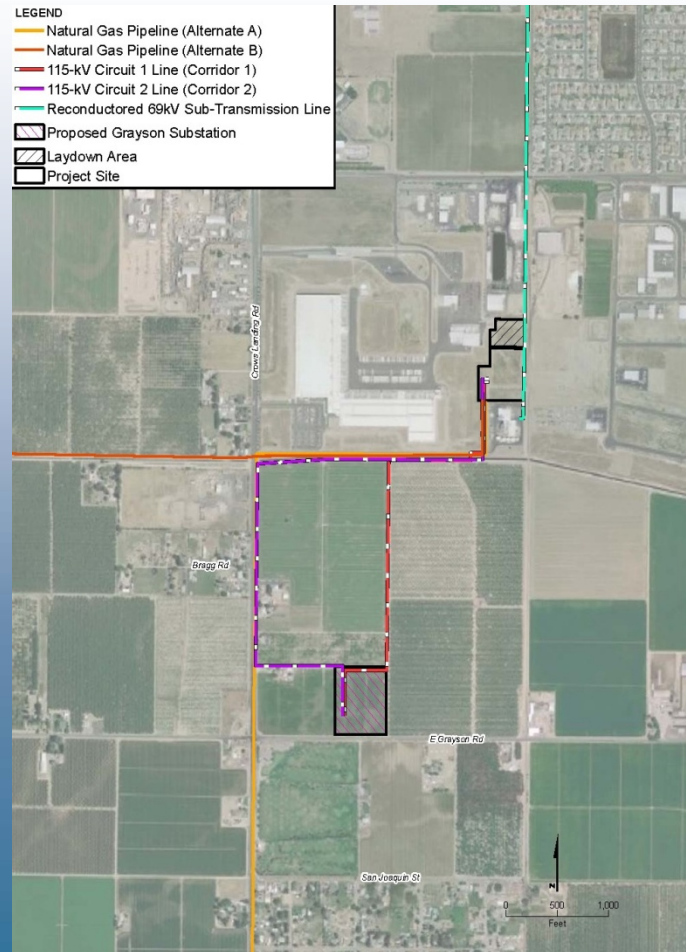 LEGEND
Natural Gas Pipeline (Alternate A)
Natural Gas Pipeline (Alternate B)
115-kV Circuit 1 Line (Corridor 1)
115-kV Circuit 2 Line (Corridor 2)
Reconductored 69kV Sub-Transmission Line
Proposed Grayson Substation
Laydown Area
Project Site
Crows Landing Rd
Bragg Rd
E Grayson Rd
San Joaquin St
N
0 500 1,000
Feet